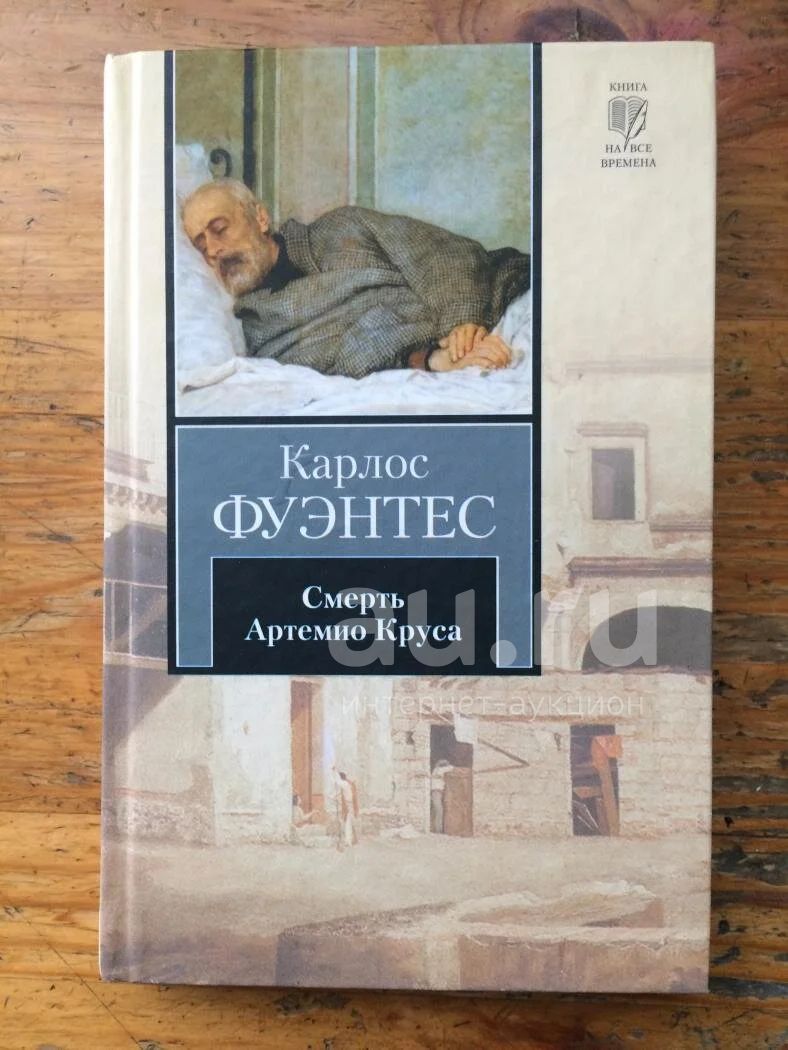 КНИГА
НА ВСЕ
ВРЕМЕНА
Карлос
ФУЭНТЕС
Смерть
Артемио Круса
au.ru
интернет-аукцион